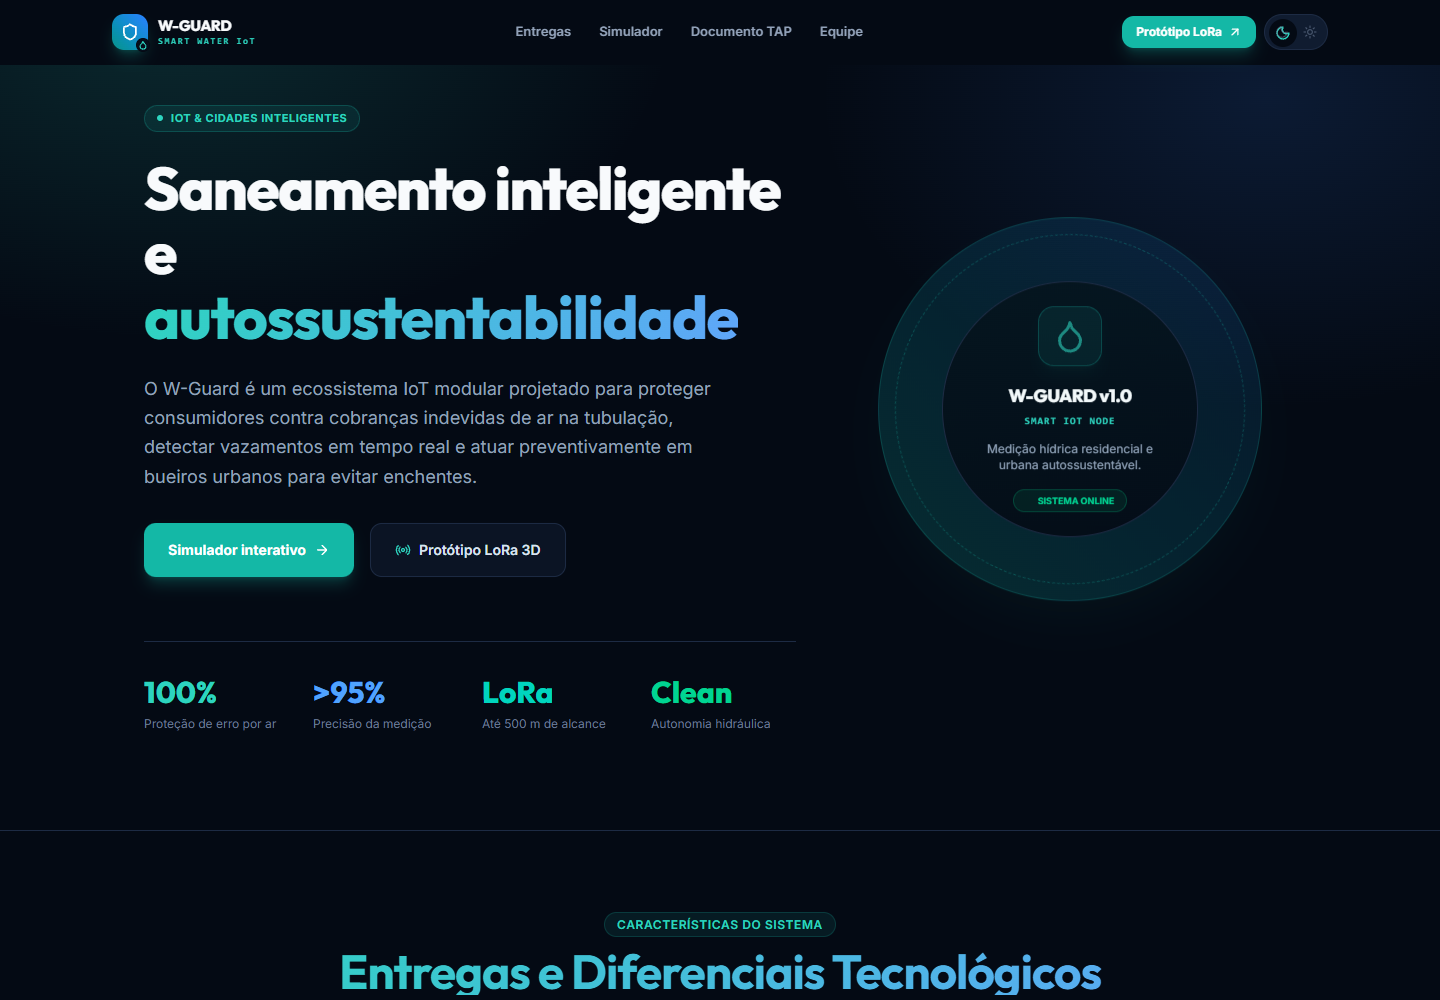 W-GUARD
SMART WATER IoT
Entregas
Simulador
Documento TAP
Equipe
Protótipo LoRa
IOT & CIDADES INTELIGENTES
Saneamento inteligente
e
autossustentabilidade
O W-Guard é um ecossistema IoT modular projetado para proteger
consumidores contra cobranças indevidas de ar na tubulação,
detectar vazamentos em tempo real e atuar preventivamente em
bueiros urbanos para evitar enchentes.
Simulador interativo
Protótipo LoRa 3D
W-GUARD v1.0
SMART IOT NODE
Medição hídrica residencial e
urbana autossustentável.
SISTEMA ONLINE
100%
Proteção de erro por ar
>95%
Precisão da medição
LoRa
Até 500 m de alcance
Clean
Autonomia hidráulica
CARACTERÍSTICAS DO SISTEMA
Entregas e Diferenciais Tecnológicos